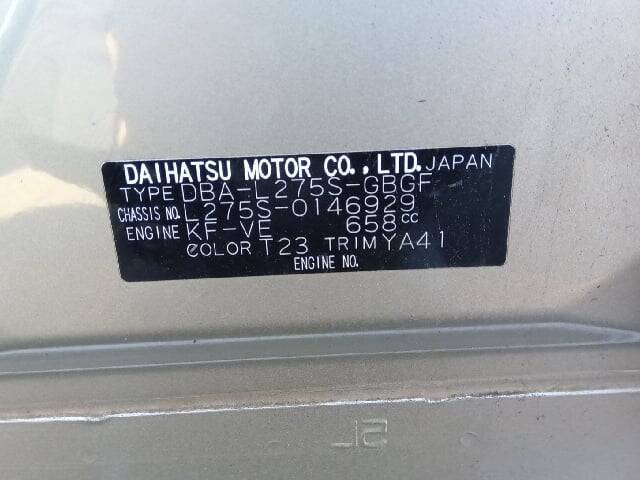 DAIHATSU MOTOR CO.,LTD. JAPAN
TYPE DBA-L275S-GBGF
CHASSIS NO. L275S-0146929
ENGINE KF-VE 658cc
COLOR T23 TRIM YA41
ENGINE NO.